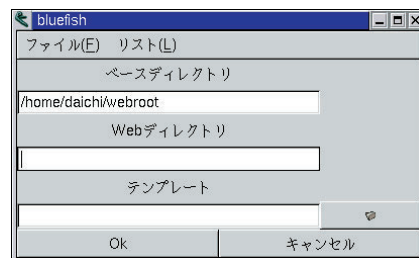 bluefish
ファイル(F) リスト(L)
ベースディレクトリ
/home/daichi/webroot
Webディレクトリ
テンプレート
Ok キャンセル